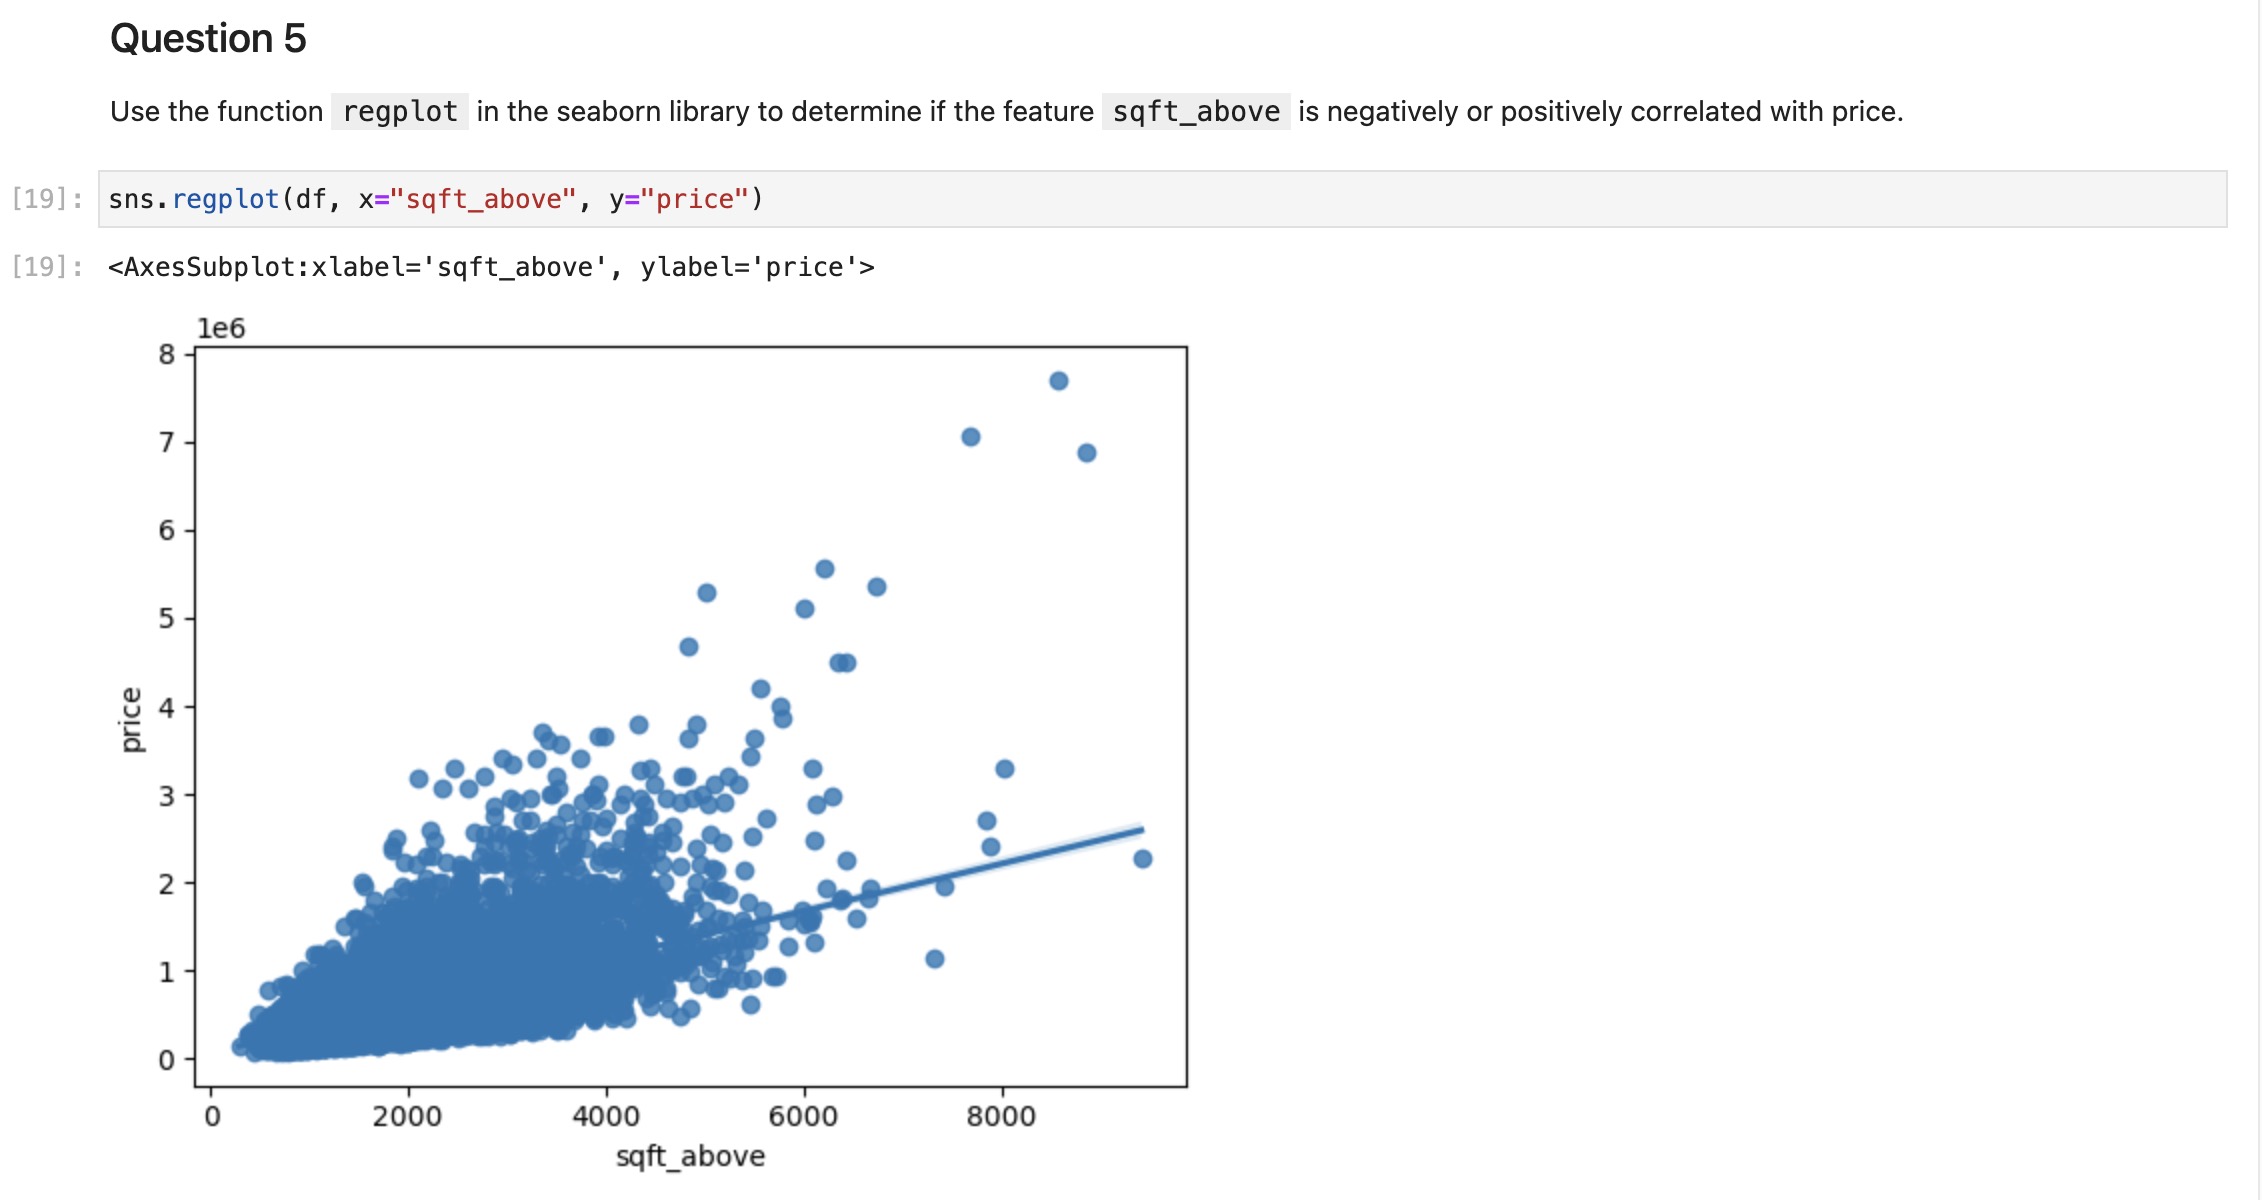 Question 5
Use the function regplot in the seaborn library to determine if the feature sqft_above is negatively or positively correlated with price.
[19]: sns.regplot(df, x="sqft_above", y="price")
[19]: <AxesSubplot:xlabel='sqft_above', ylabel='price'>
1e6
8
7
6
5
4
3
2
1
0
price
0 2000 4000 6000 8000
sqft_above